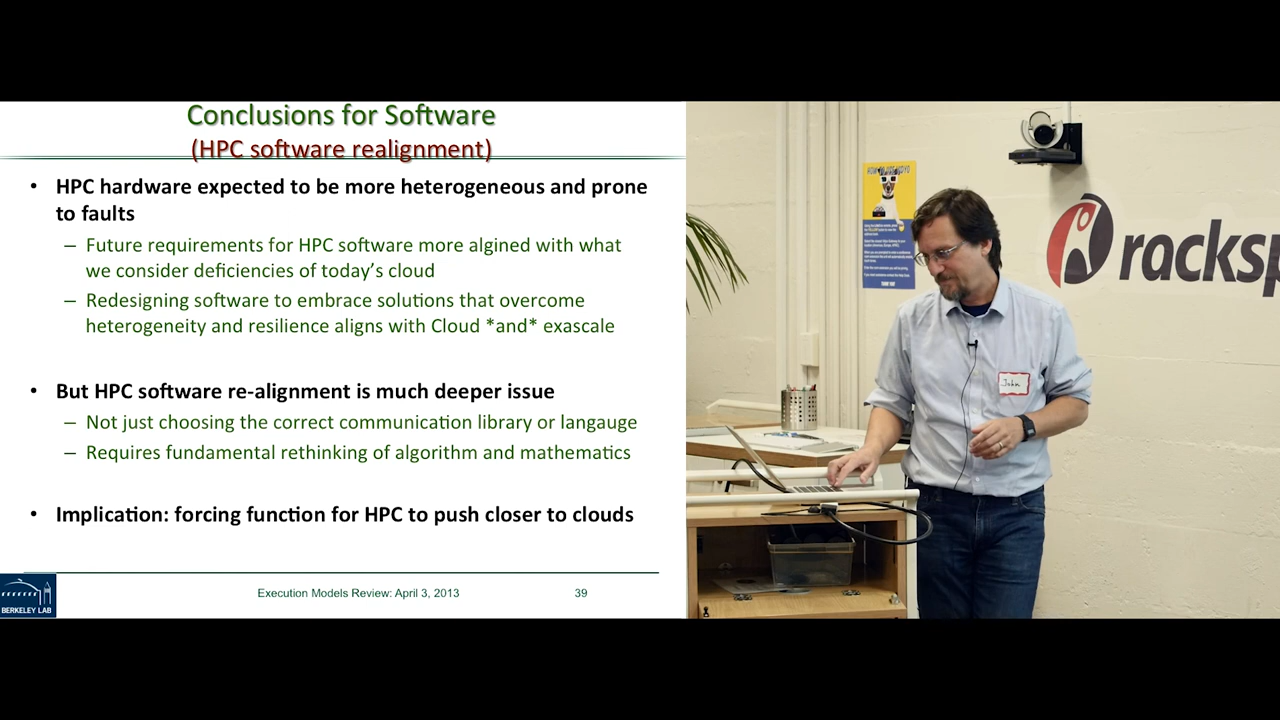 Conclusions for Software
(HPC software realignment)
• HPC hardware expected to be more heterogeneous and prone
to faults
– Future requirements for HPC software more algined with what
we consider deficiencies of today's cloud
– Redesigning software to embrace solutions that overcome
heterogeneity and resilience aligns with Cloud *and* exascale
• But HPC software re-alignment is much deeper issue
– Not just choosing the correct communication library or langauge
– Requires fundamental rethinking of algorithm and mathematics
• Implication: forcing function for HPC to push closer to clouds
BERKELEY LAB
Execution Models Review: April 3, 2013
39
racksp
John